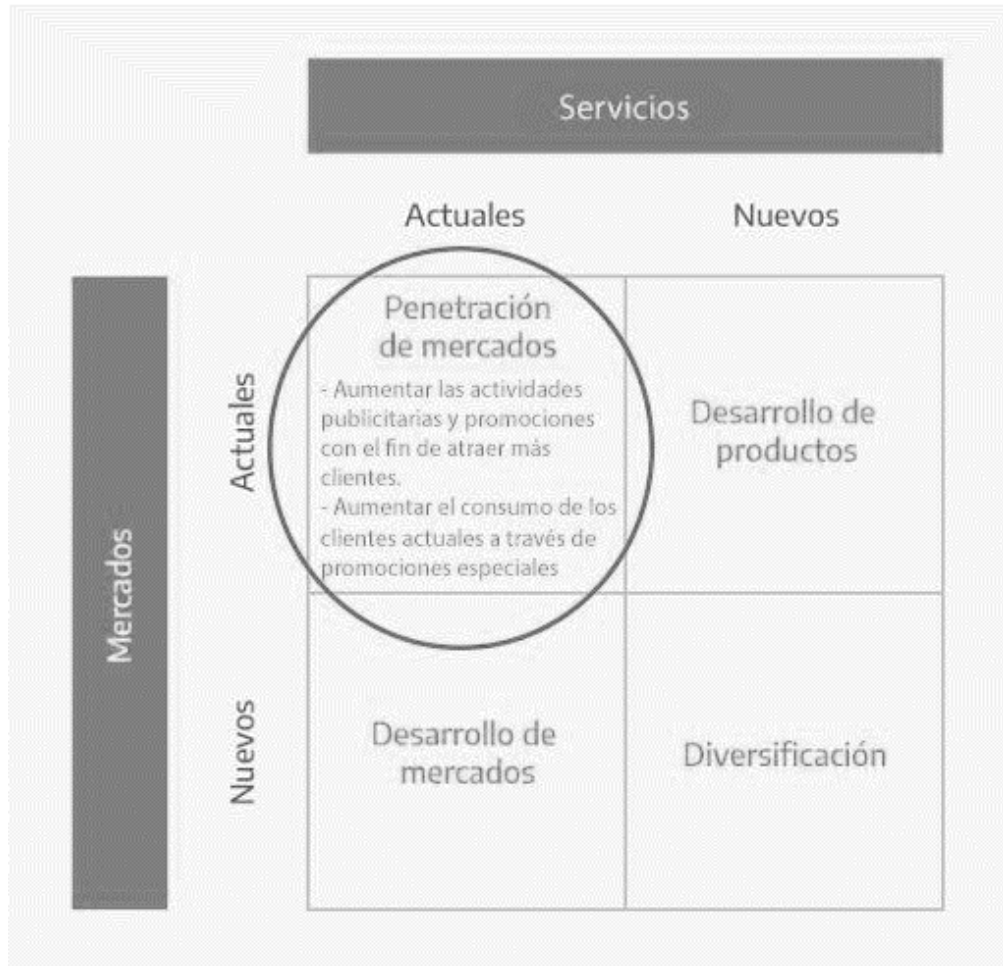 Servicios
Actuales
Nuevos
Mercados
Actuales
Penetración
de mercados
- Aumentar las actividades
publicitarias y promociones
con el fin de atraer más
clientes.
- Aumentar el consumo de los
clientes actuales a través de
promociones especiales
Desarrollo de
productos
Nuevos
Desarrollo de
mercados
Diversificación